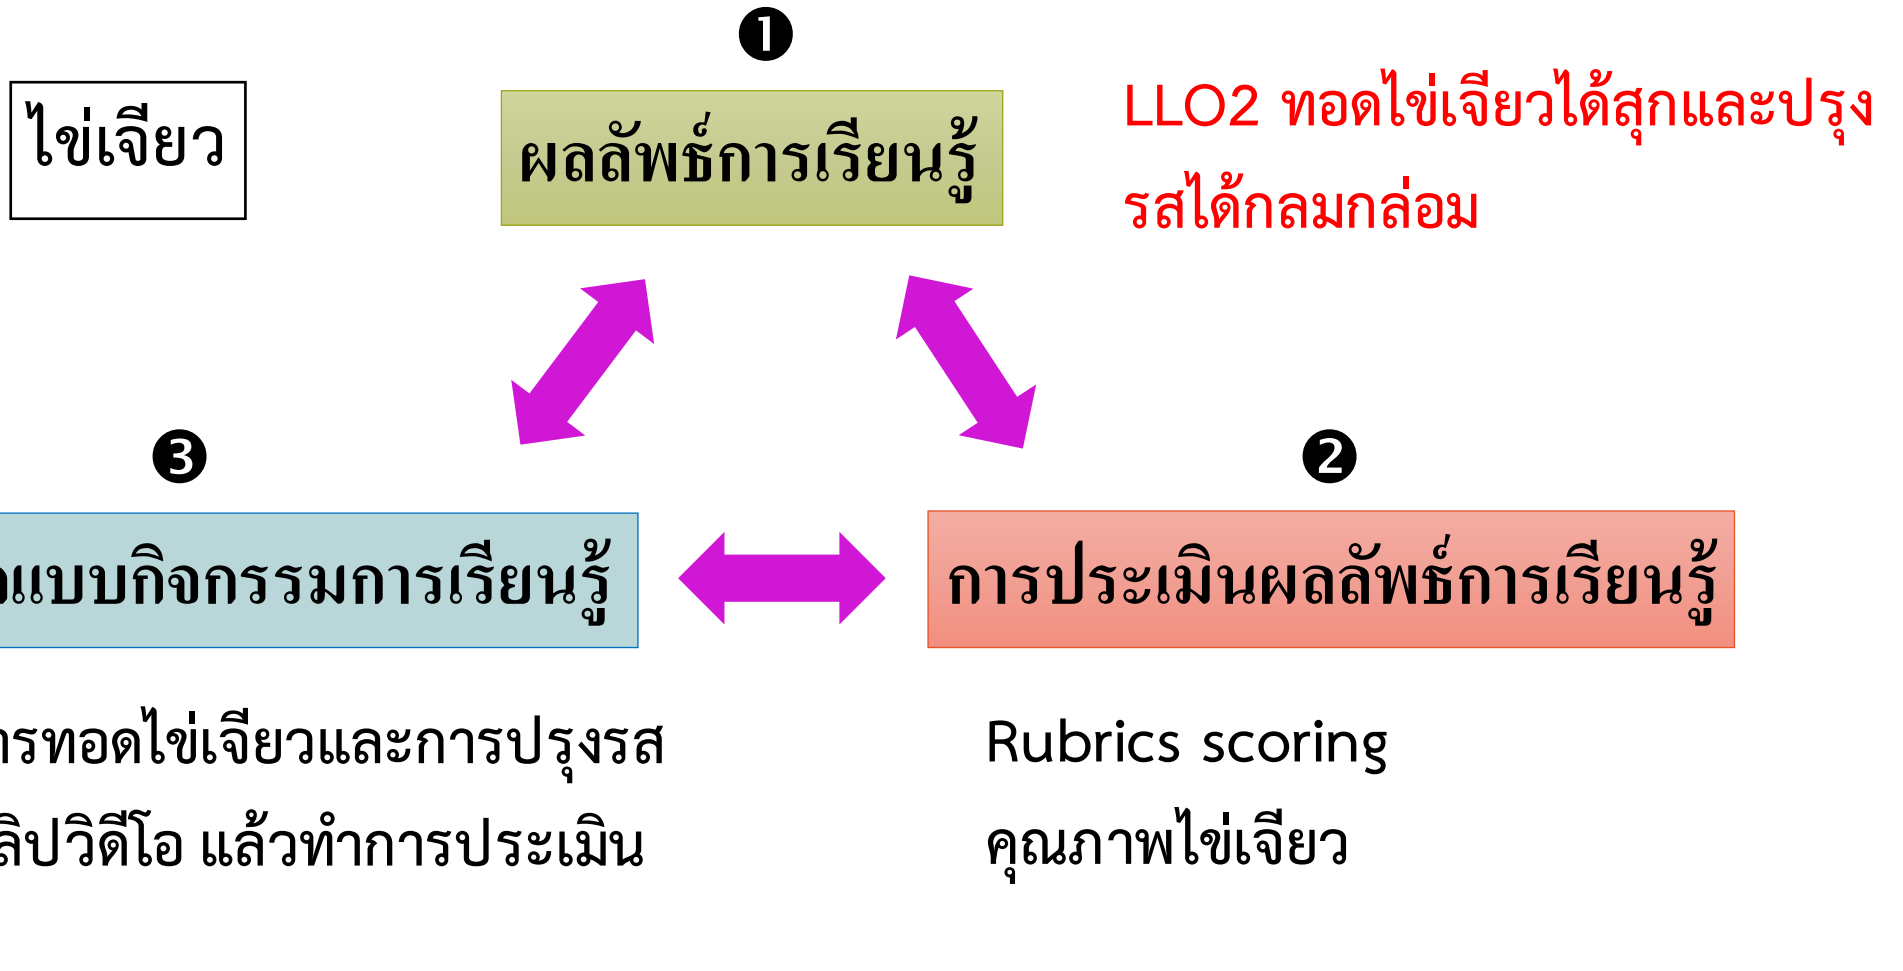 ❶
ไข่เจียว
ผลลัพธ์การเรียนรู้
LLO2 ทอดไข่เจียวได้สุกและปรุง
รสได้กลมกล่อม
❸
❷
แบบกิจกรรมการเรียนรู้
การประเมินผลลัพธ์การเรียนรู้
ารทอดไข่เจียวและการปรุงรส
ลิปวิดีโอ แล้วทำการประเมิน
Rubrics scoring
คุณภาพไข่เจียว